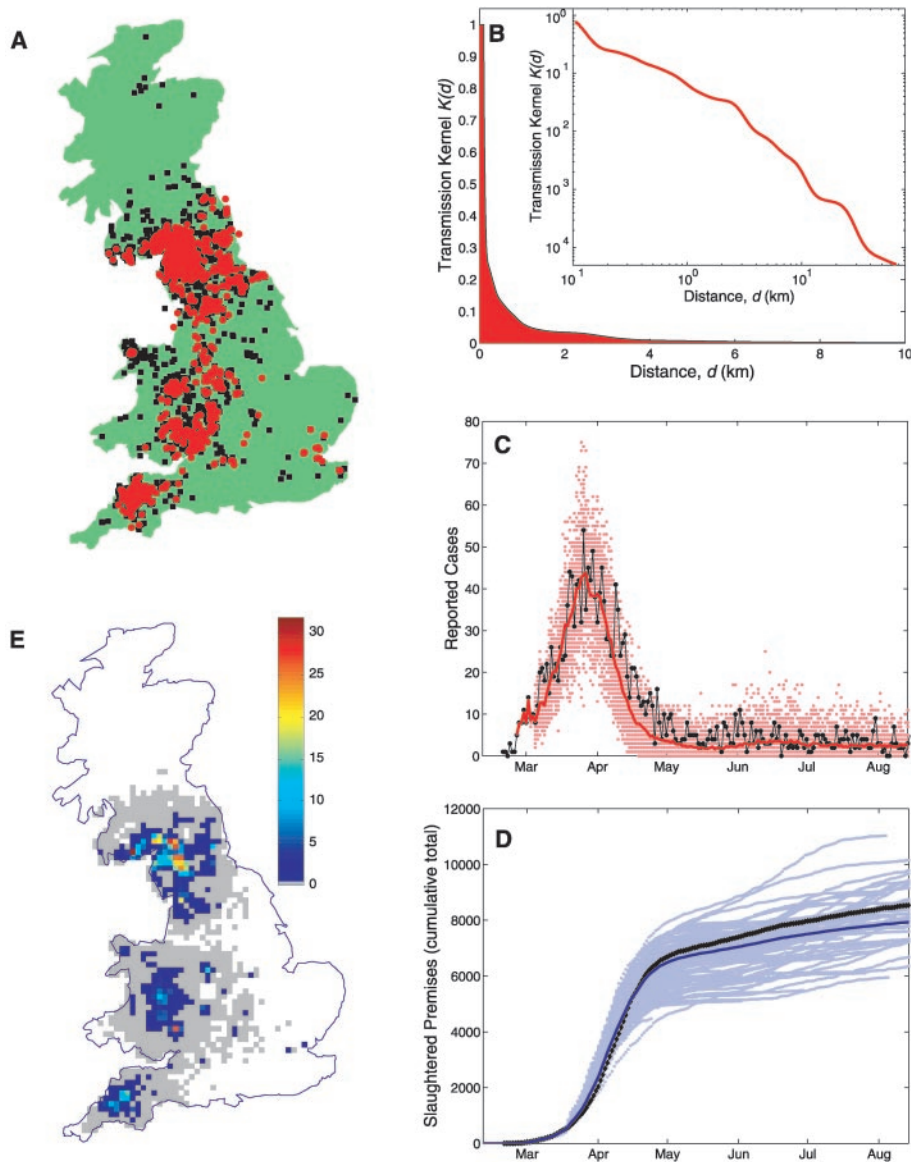 A
B
Transmission Kernel K(d)
1
0.9
0.8
0.7
0.6
0.5
0.4
0.3
0.2
0.1
0
0 2 4 6 8 10
Distance, d (km)
Transmission Kernel K(d)
10^0
10^1
10^2
10^3
10^4
10^1 10^0 10^1
Distance, d (km)
C
Reported Cases
80
70
60
50
40
30
20
10
0
Mar Apr May Jun Jul Aug
E
30
25
20
15
10
5
0
D
Slaughtered Premises (cumulative total)
12000
10000
8000
6000
4000
2000
0
Mar Apr May Jun Jul Aug